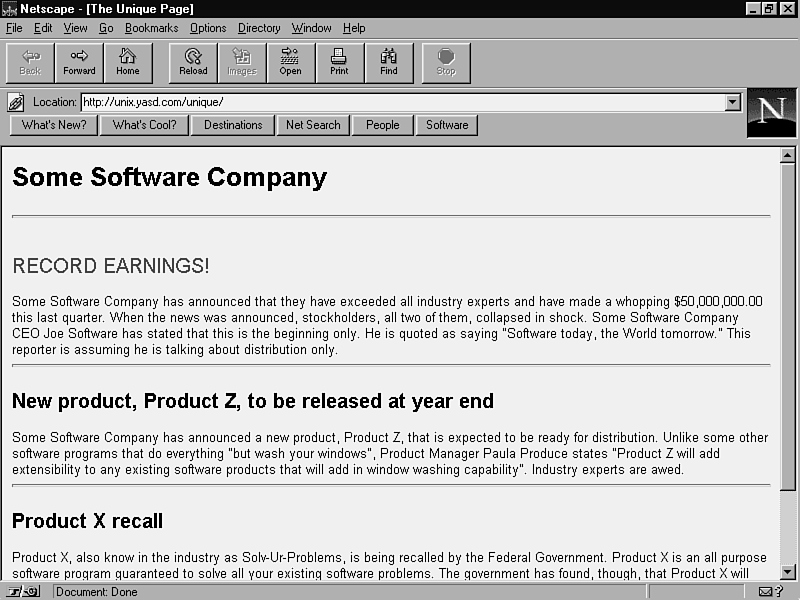 Netscape - [The Unique Page]
File Edit View Go Bookmarks Options Directory Window Help
Back Forward Home Reload Images Open Print Find Stop
Location: http://unix.yasd.com/unique/
N
What's New? What's Cool? Destinations Net Search People Software
Some Software Company
RECORD EARNINGS!
Some Software Company has announced that they have exceeded all industry experts and have made a whopping $50,000,000.00
this last quarter. When the news was announced, stockholders, all two of them, collapsed in shock. Some Software Company
CEO Joe Software has stated that this is the beginning only. He is quoted as saying "Software today, the World tomorrow." This
reporter is assuming he is talking about distribution only.
New product, Product Z, to be released at year end
Some Software Company has announced a new product, Product Z, that is expected to be ready for distribution. Unlike some other
software programs that do everything "but wash your windows", Product Manager Paula Produce states "Product Z will add
extensibility to any existing software products that will add in window washing capability". Industry experts are awed.
Product X recall
Product X, also know in the industry as Solv-Ur-Problems, is being recalled by the Federal Government. Product X is an all purpose
software program guaranteed to solve all your existing software problems. The government has found, though, that Product X will
Document: Done
?